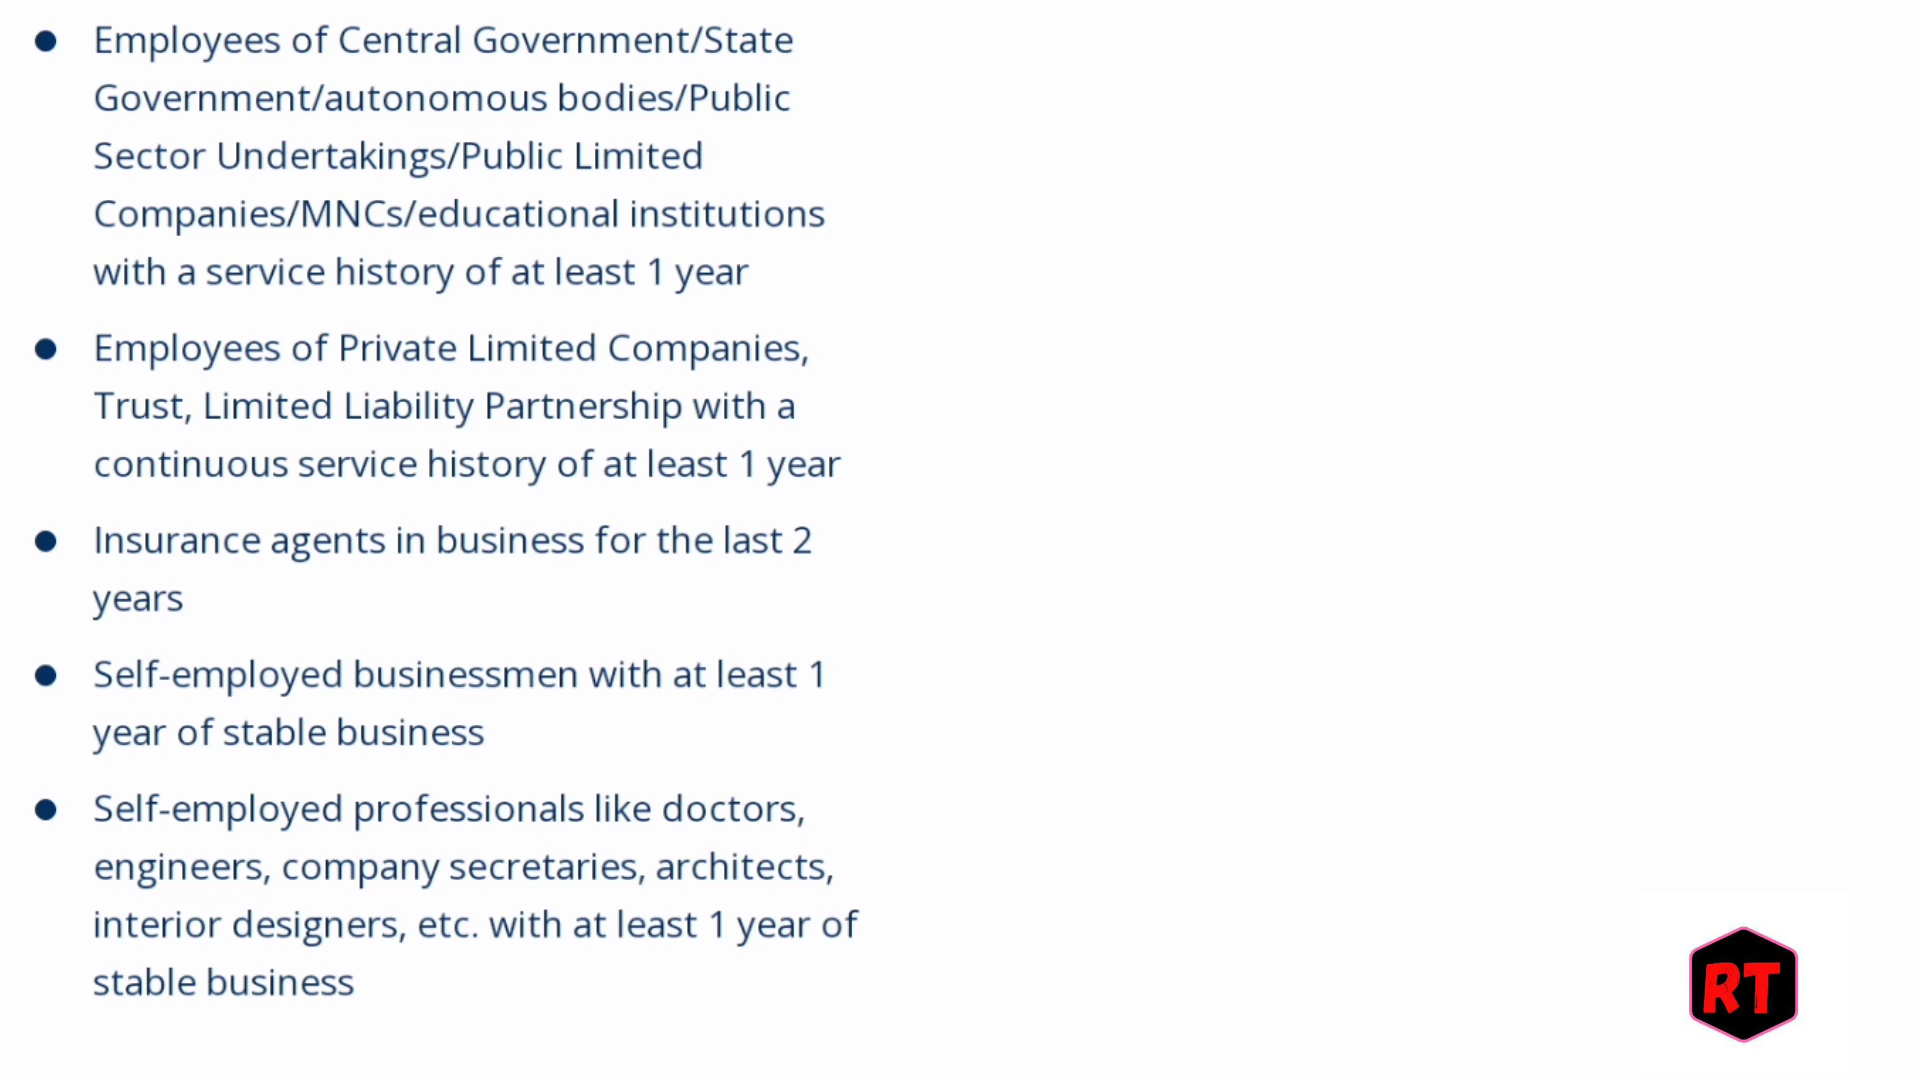 ● Employees of Central Government/State
Government/autonomous bodies/Public
Sector Undertakings/Public Limited
Companies/MNCs/educational institutions
with a service history of at least 1 year
● Employees of Private Limited Companies,
Trust, Limited Liability Partnership with a
continuous service history of at least 1 year
● Insurance agents in business for the last 2
years
● Self-employed businessmen with at least 1
year of stable business
● Self-employed professionals like doctors,
engineers, company secretaries, architects,
interior designers, etc. with at least 1 year of
stable business
RT